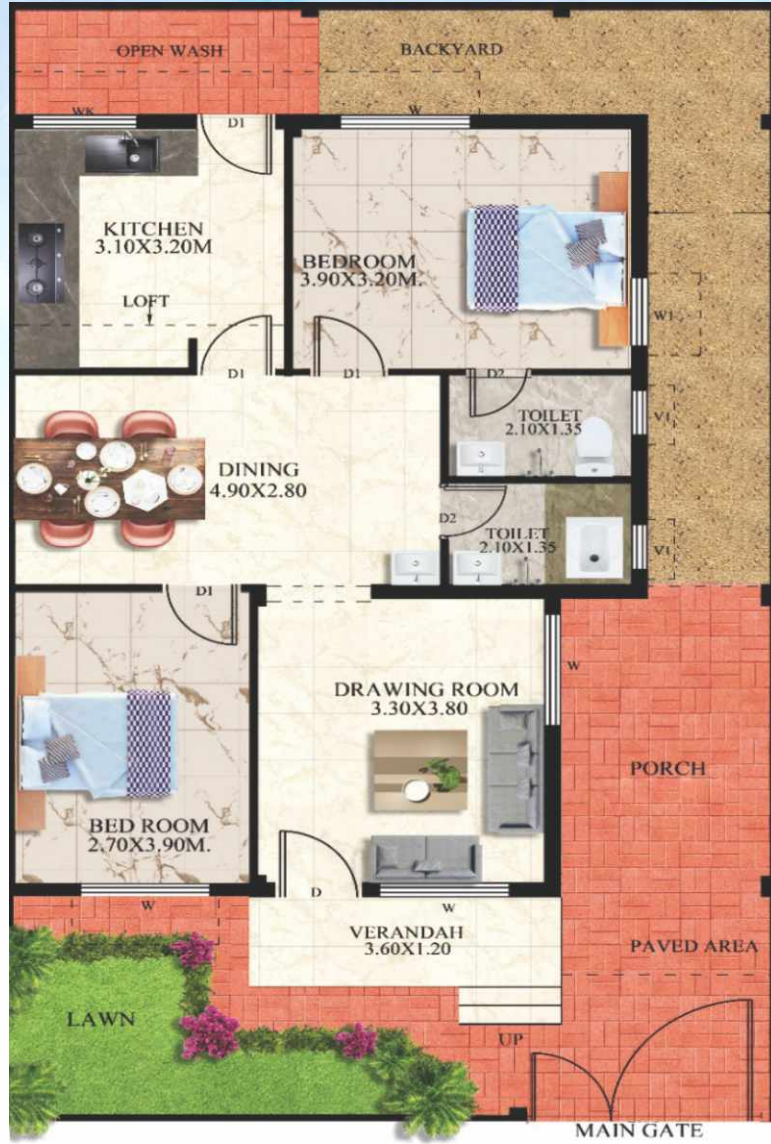 OPEN WASH
BACKYARD
WK
D1
W
KITCHEN
3.10X3.20M
BEDROOM
3.90X3.20M.
LOFT
W1
D1
D1
D2
TOILET
2.10X1.35
V1
DINING
4.90X2.80
D2
TOILET
2.10X1.35
V1
D1
DRAWING ROOM
3.30X3.80
W
PORCH
BED ROOM
2.70X3.90M.
W
D
W
VERANDAH
3.60X1.20
PAVED AREA
LAWN
UP
MAIN GATE